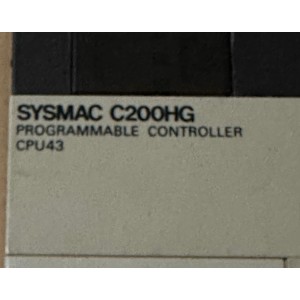 SYSMAC C200HG
PROGRAMMABLE CONTROLLER
CPU43